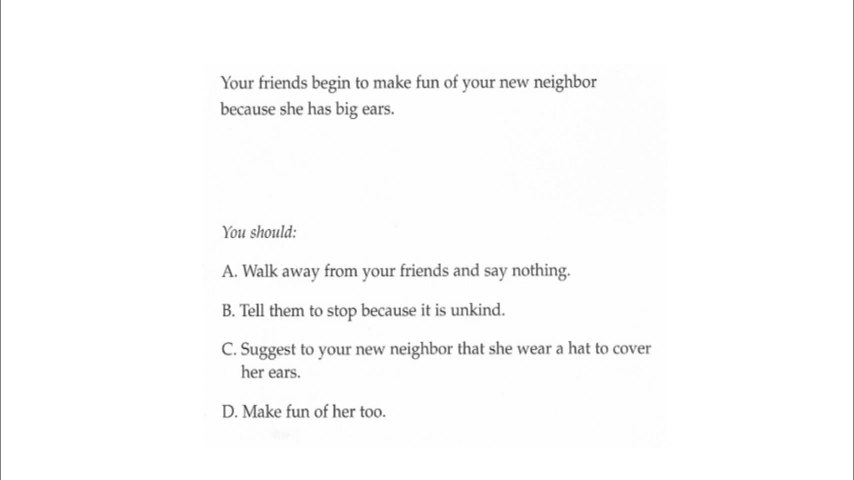 Your friends begin to make fun of your new neighbor
because she has big ears.
You should:
A. Walk away from your friends and say nothing.
B. Tell them to stop because it is unkind.
C. Suggest to your new neighbor that she wear a hat to cover
her ears.
D. Make fun of her too.